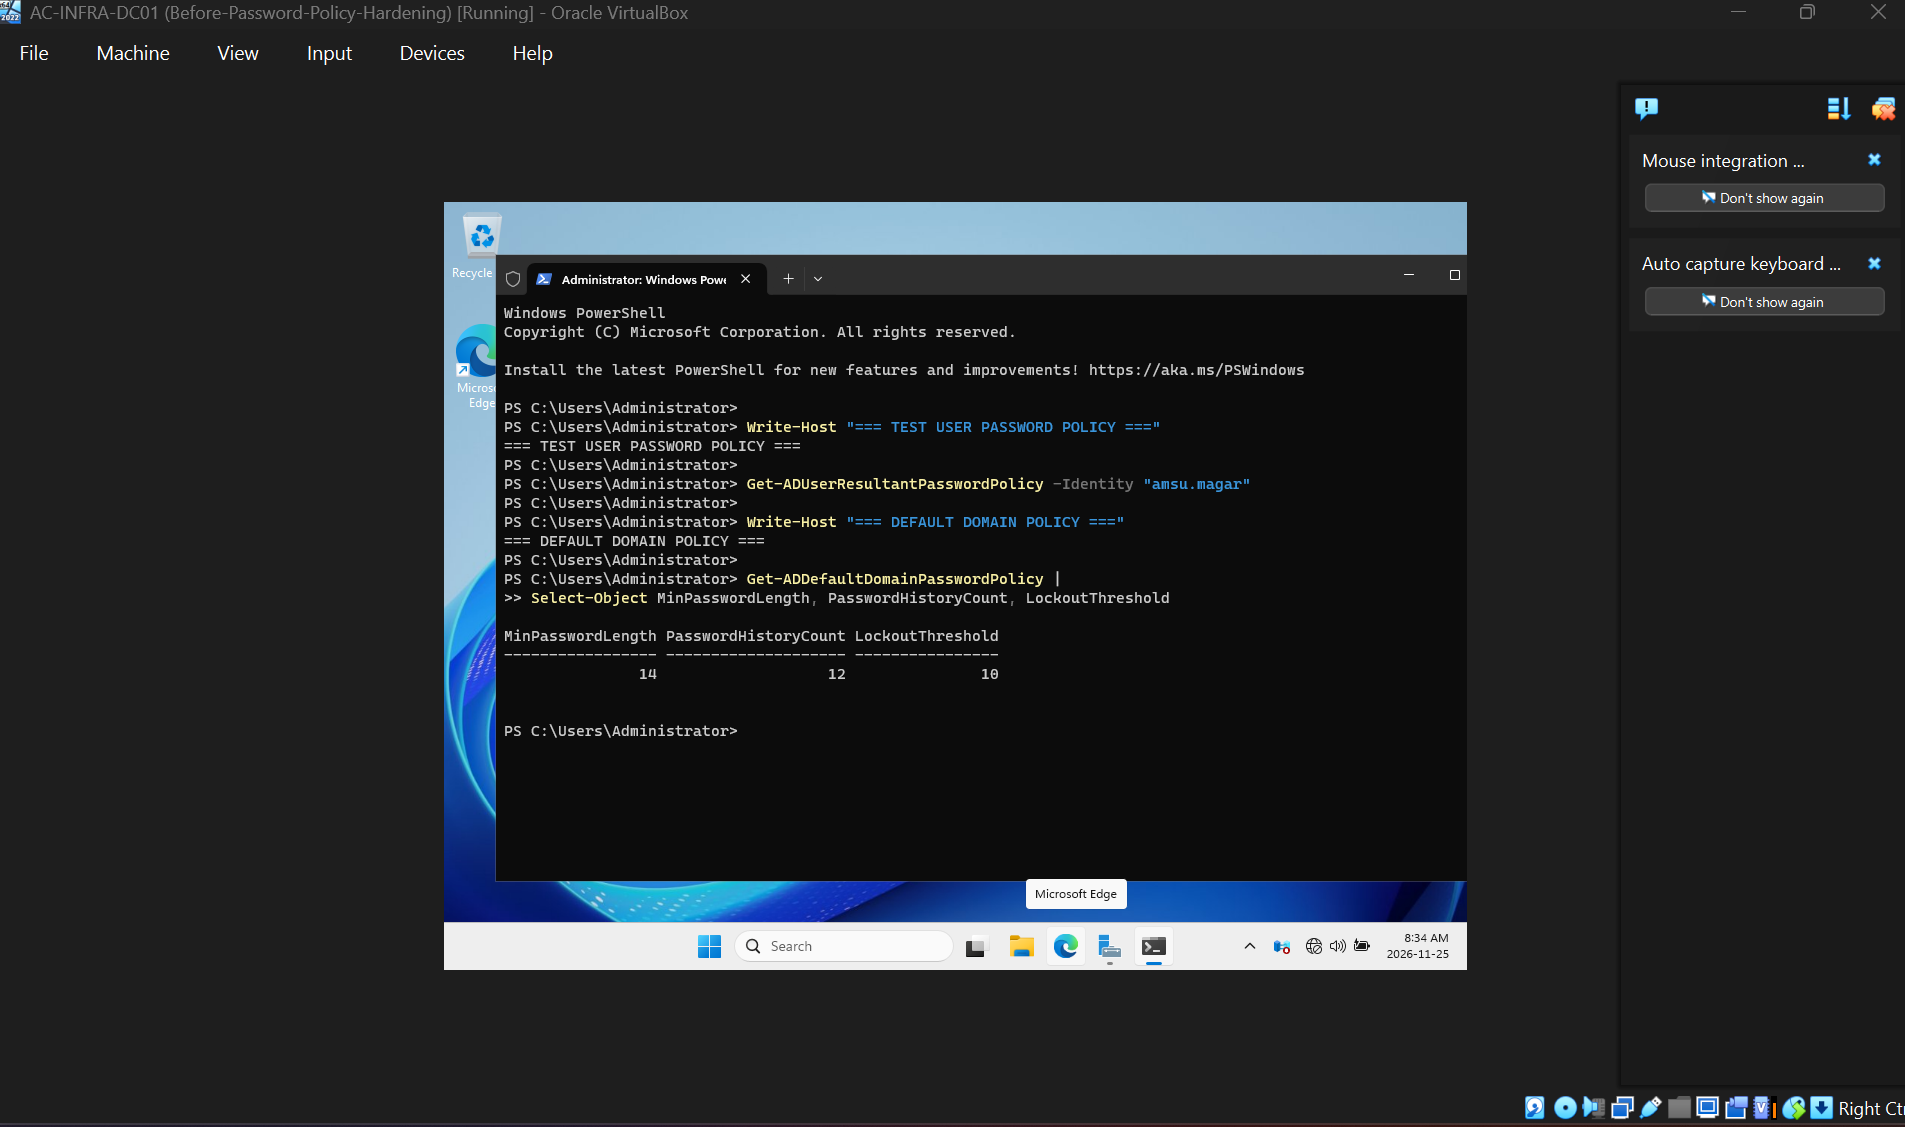 AC-INFRA-DC01 (Before-Password-Policy-Hardening) [Running] - Oracle VirtualBox
File Machine View Input Devices Help
Mouse integration ...
Don't show again
Auto capture keyboard ...
Don't show again
Recycle
Administrator: Windows Powe
Micros
Edge
Windows PowerShell
Copyright (C) Microsoft Corporation. All rights reserved.
Install the latest PowerShell for new features and improvements! https://aka.ms/PSWindows
PS C:\Users\Administrator>
PS C:\Users\Administrator> Write-Host "=== TEST USER PASSWORD POLICY ==="
=== TEST USER PASSWORD POLICY ===
PS C:\Users\Administrator>
PS C:\Users\Administrator> Get-ADUserResultantPasswordPolicy -Identity "amsu.magar"
PS C:\Users\Administrator>
PS C:\Users\Administrator> Write-Host "=== DEFAULT DOMAIN POLICY ==="
=== DEFAULT DOMAIN POLICY ===
PS C:\Users\Administrator>
PS C:\Users\Administrator> Get-ADDefaultDomainPasswordPolicy |
>> Select-Object MinPasswordLength, PasswordHistoryCount, LockoutThreshold
MinPasswordLength PasswordHistoryCount LockoutThreshold
----------------- -------------------- ----------------
14 12 10
PS C:\Users\Administrator>
Microsoft Edge
Search
8:34 AM
2026-11-25
Right Ct